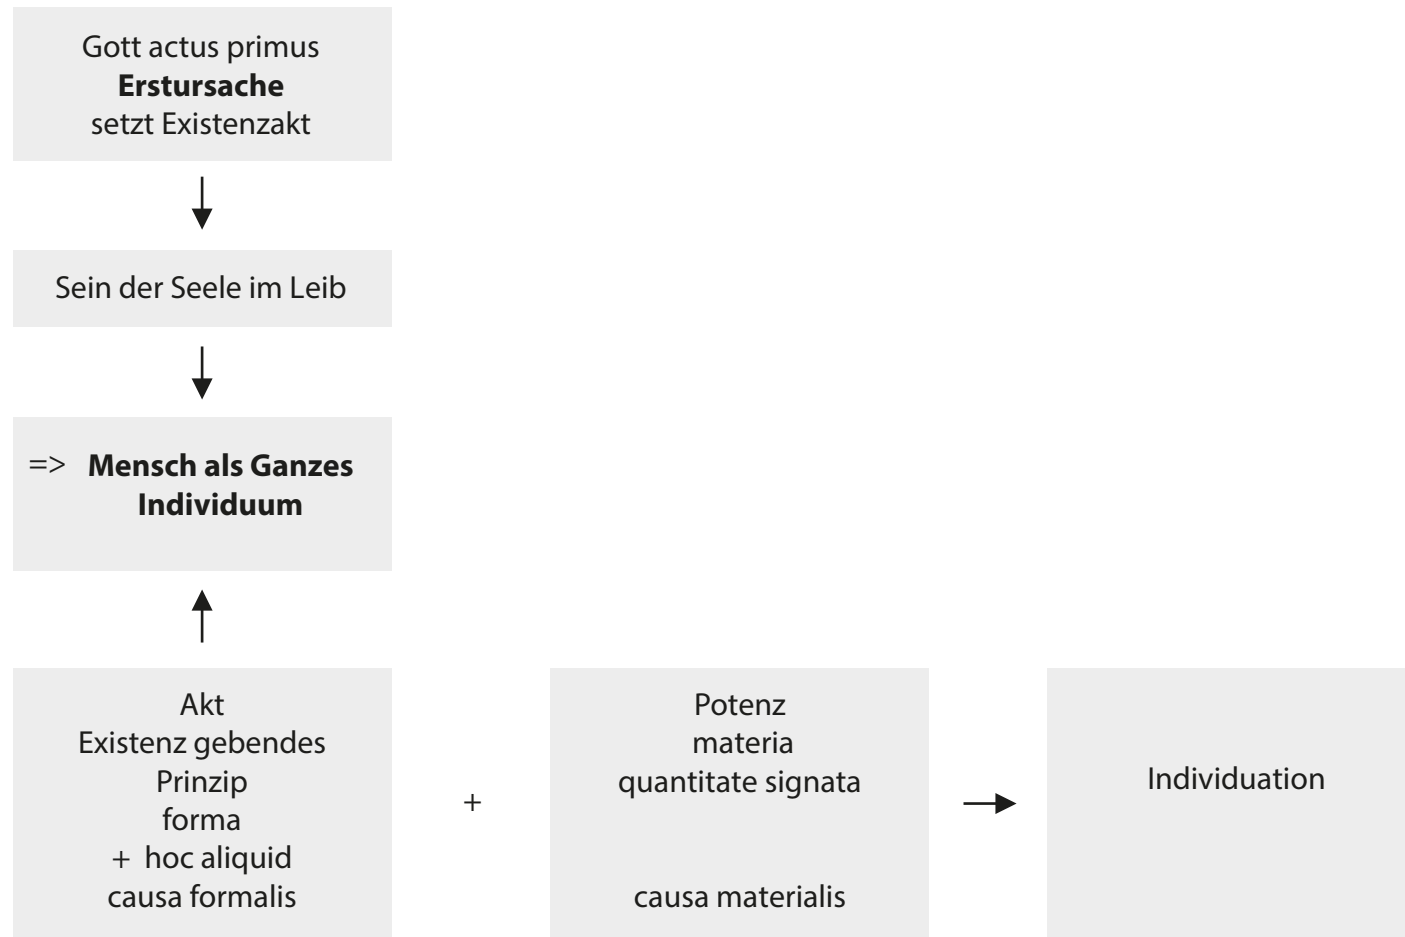 Gott actus primus
Erstursache
setzt Existenzakt
Sein der Seele im Leib
=> Mensch als Ganzes
Individuum
Akt
Existenz gebendes
Prinzip
forma
+ hoc aliquid
causa formalis
+
Potenz
materia
quantitate signata
causa materialis
Individuation